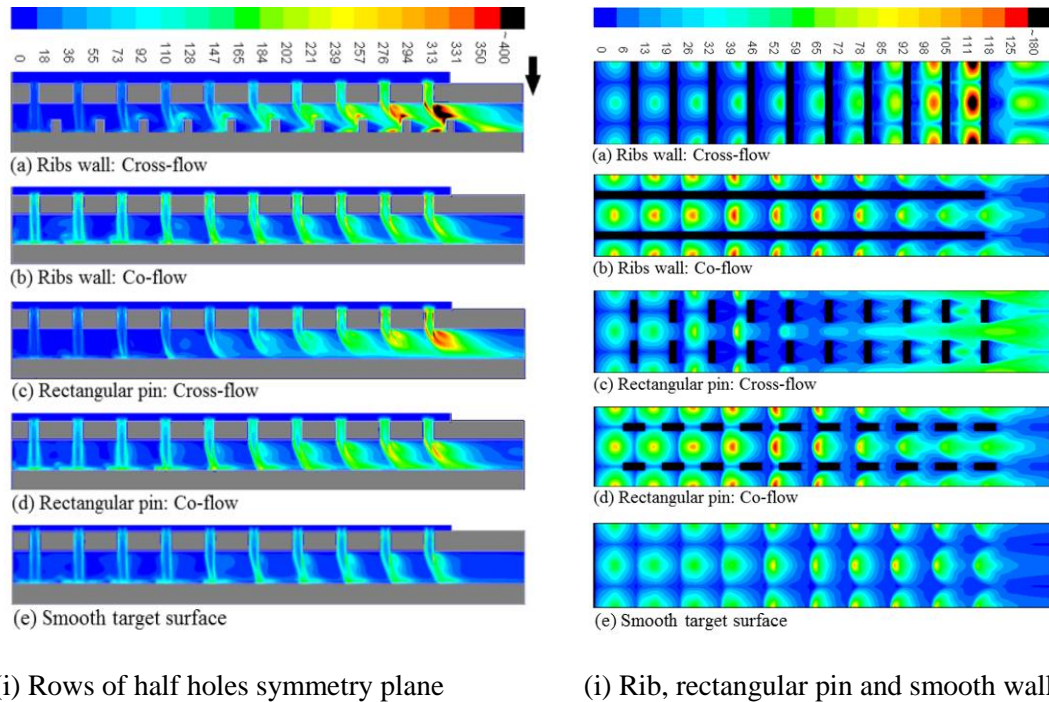 0 18 36 55 73 92 110 128 147 184 202 221 239 257 294 313 331 350 ~400
(a) Ribs wall: Cross-flow
(b) Ribs wall: Co-flow
(c) Rectangular pin: Cross-flow
(d) Rectangular pin: Co-flow
(e) Smooth target surface
(i) Rows of half holes symmetry plane
0 6 13 19 26 39 46 52 59 65 72 78 85 92 98 105 111 118 125 ~180
(a) Ribs wall: Cross-flow
(b) Ribs wall: Co-flow
(c) Rectangular pin: Cross-flow
(d) Rectangular pin: Co-flow
(e) Smooth target surface
(i) Rib, rectangular pin and smooth wall